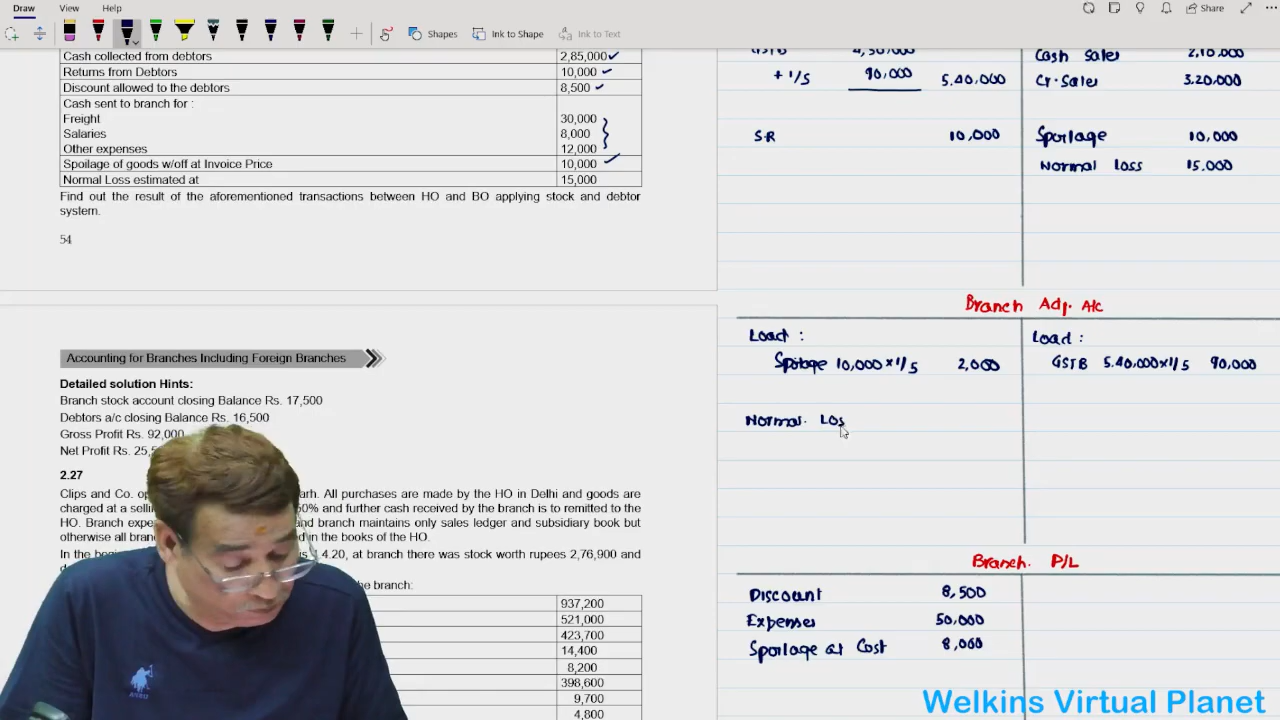 Draw View Help
Shapes Ink to Shape Ink to Text Share
Cash collected from debtors 2,85,000
Returns from Debtors 10,000
Discount allowed to the debtors 8,500
Cash sent to branch for :
Freight 30,000
Salaries 8,000
Other expenses 12,000
Spoilage of goods w/off at Invoice Price 10,000
Normal Loss estimated at 15,000
Find out the result of the aforementioned transactions between HO and BO applying stock and debtor
system.
54
Accounting for Branches Including Foreign Branches
Detailed solution Hints:
Branch stock account closing Balance Rs. 17,500
Debtors a/c closing Balance Rs. 16,500
Gross Profit Rs. 92,000
Net Profit Rs. 25,5
2.27
Clips and Co. op arh. All purchases are made by the HO in Delhi and goods are
charged at a selli 50% and further cash received by the branch is to remitted to the
HO. Branch expe and branch maintains only sales ledger and subsidiary book but
otherwise all bran d in the books of the HO.
In the begin s 4.20, at branch there was stock worth rupees 2,76,900 and
the branch:
937,200
521,000
423,700
14,400
8,200
398,600
9,700
4,800
Cash Sales 2,10,000
+ 1/5 90,000 5,40,000 Cr. Sales 3,20,000
S.R 10,000 Spoilage 10,000
Normal Loss 15,000
Branch Adj. A/c
Load : Load :
Spoilage 10,000×1/5 2,000 GSTB 5,40,000×1/5 90,000
Normal. Los
Branch. P/L
Discount 8,500
Expenses 50,000
Spoilage at Cost 8,000
Welkins Virtual Planet